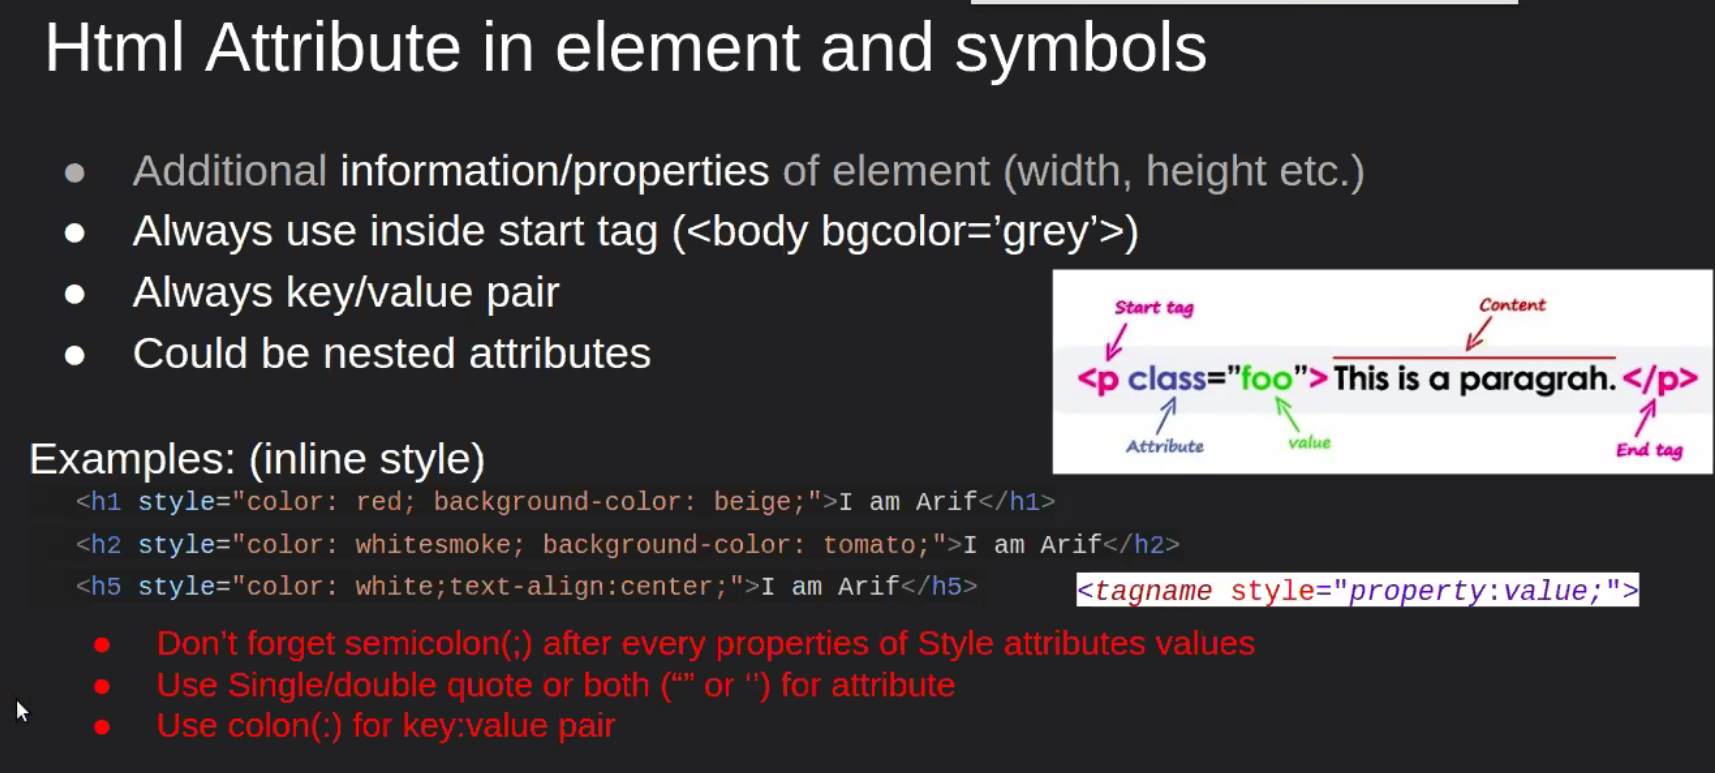 Html Attribute in element and symbols
● Additional information/properties of element (width, height etc.)
● Always use inside start tag (<body bgcolor=’grey’>)
● Always key/value pair
● Could be nested attributes
Start tag
Content
<p class=”foo”>This is a paragrah.</p>
Attribute
value
End tag
Examples: (inline style)
<h1 style="color: red; background-color: beige;">I am Arif</h1>
<h2 style="color: whitesmoke; background-color: tomato;">I am Arif</h2>
<h5 style="color: white;text-align:center;">I am Arif</h5>
<tagname style="property:value;">
● Don’t forget semicolon(;) after every properties of Style attributes values
● Use Single/double quote or both (“” or ‘’) for attribute
● Use colon(:) for key:value pair